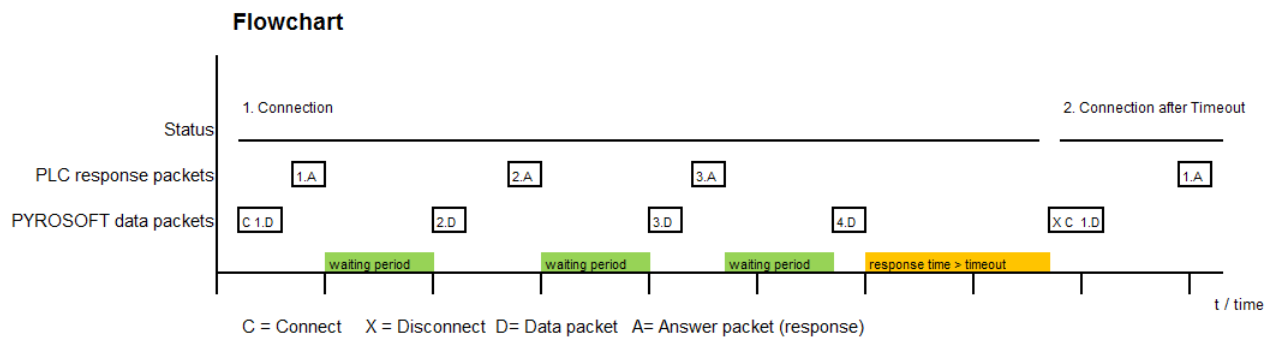 Flowchart
1. Connection
2. Connection after Timeout
Status
PLC response packets
1.A
2.A
3.A
1.A
PYROSOFT data packets
C 1.D
2.D
3.D
4.D
X C 1.D
waiting period
waiting period
waiting period
response time > timeout
t / time
C = Connect X = Disconnect D= Data packet A= Answer packet (response)